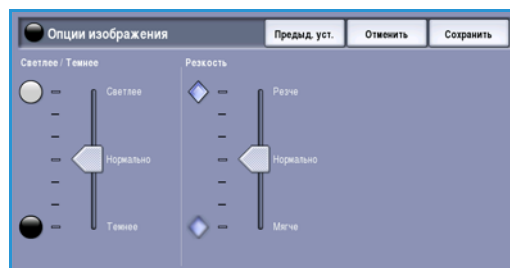 Опции изображения
Предыд. уст.
Отменить
Сохранить
Светлее / Темнее
Резкость
Светлее
Резче
Нормально
Нормально
Темнее
Мягче